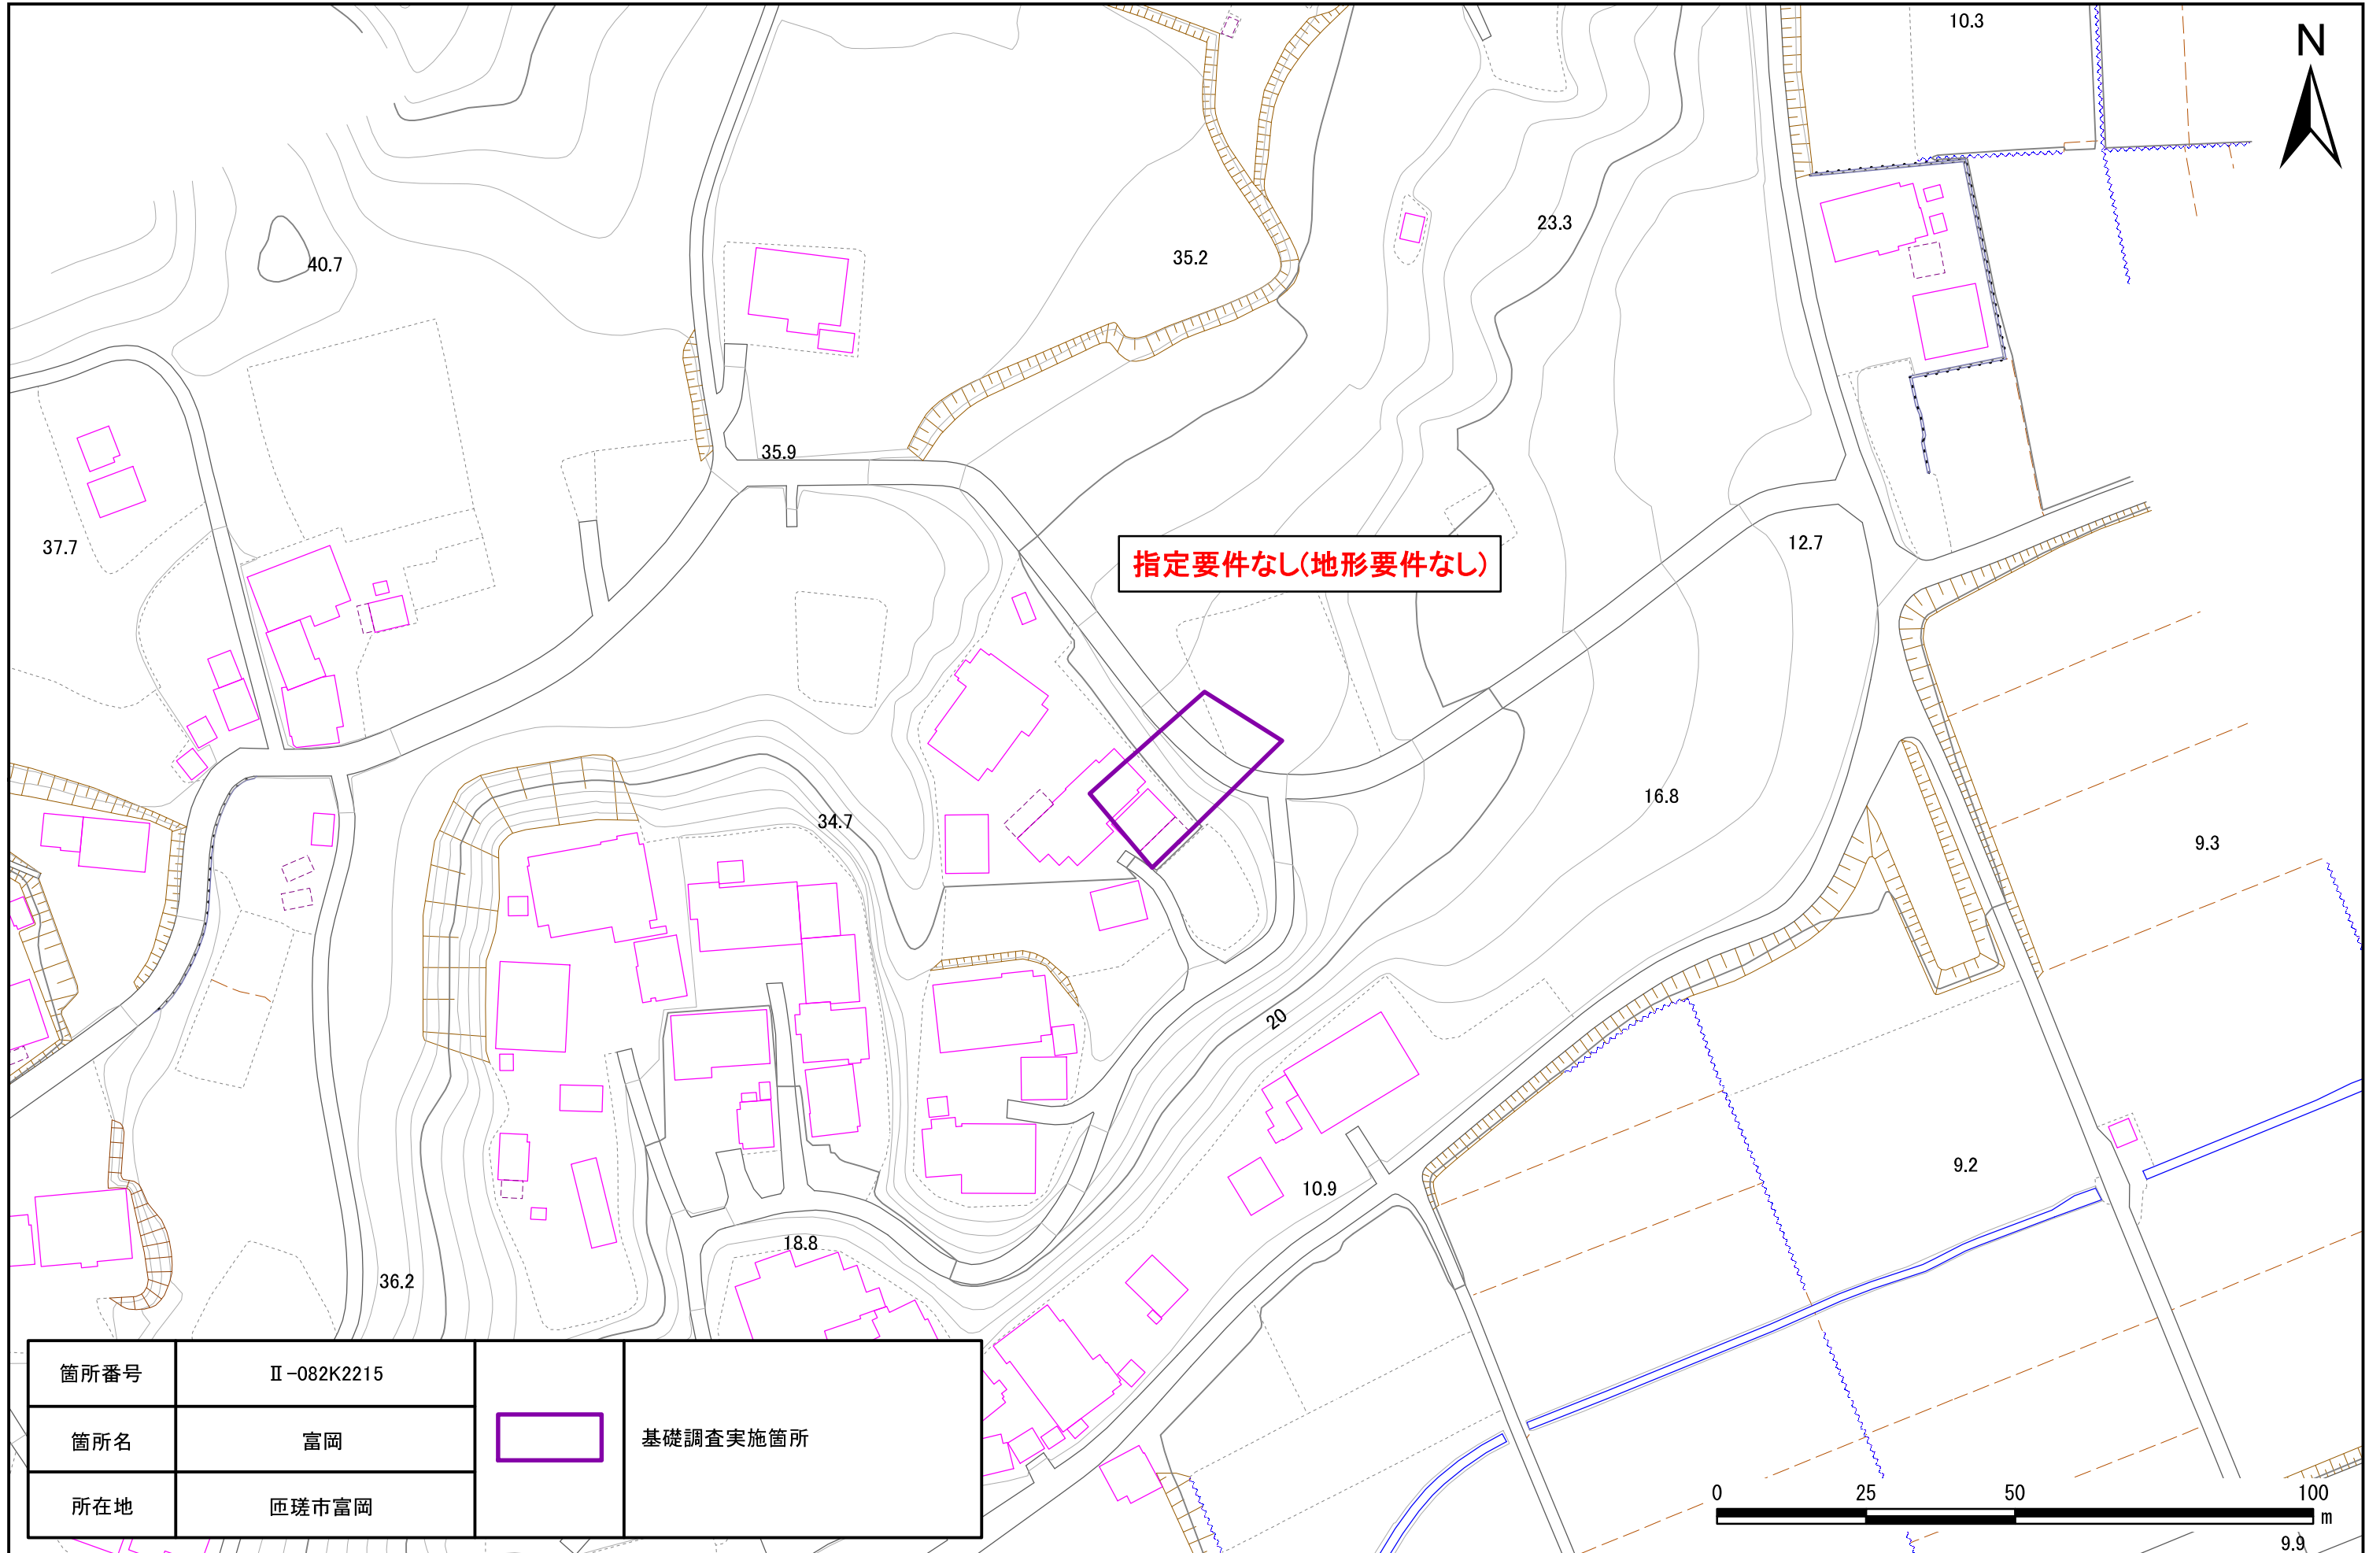 10.3
N
23.3
35.2
40.7
35.9
37.7
12.7
指定要件なし(地形要件なし)
16.8
34.7
9.3
20
9.2
10.9
18.8
36.2
箇所番号 Ⅱ-082K2215
箇所名 富岡
所在地 匝瑳市富岡
基礎調査実施箇所
0 25 50 100
m
9.9